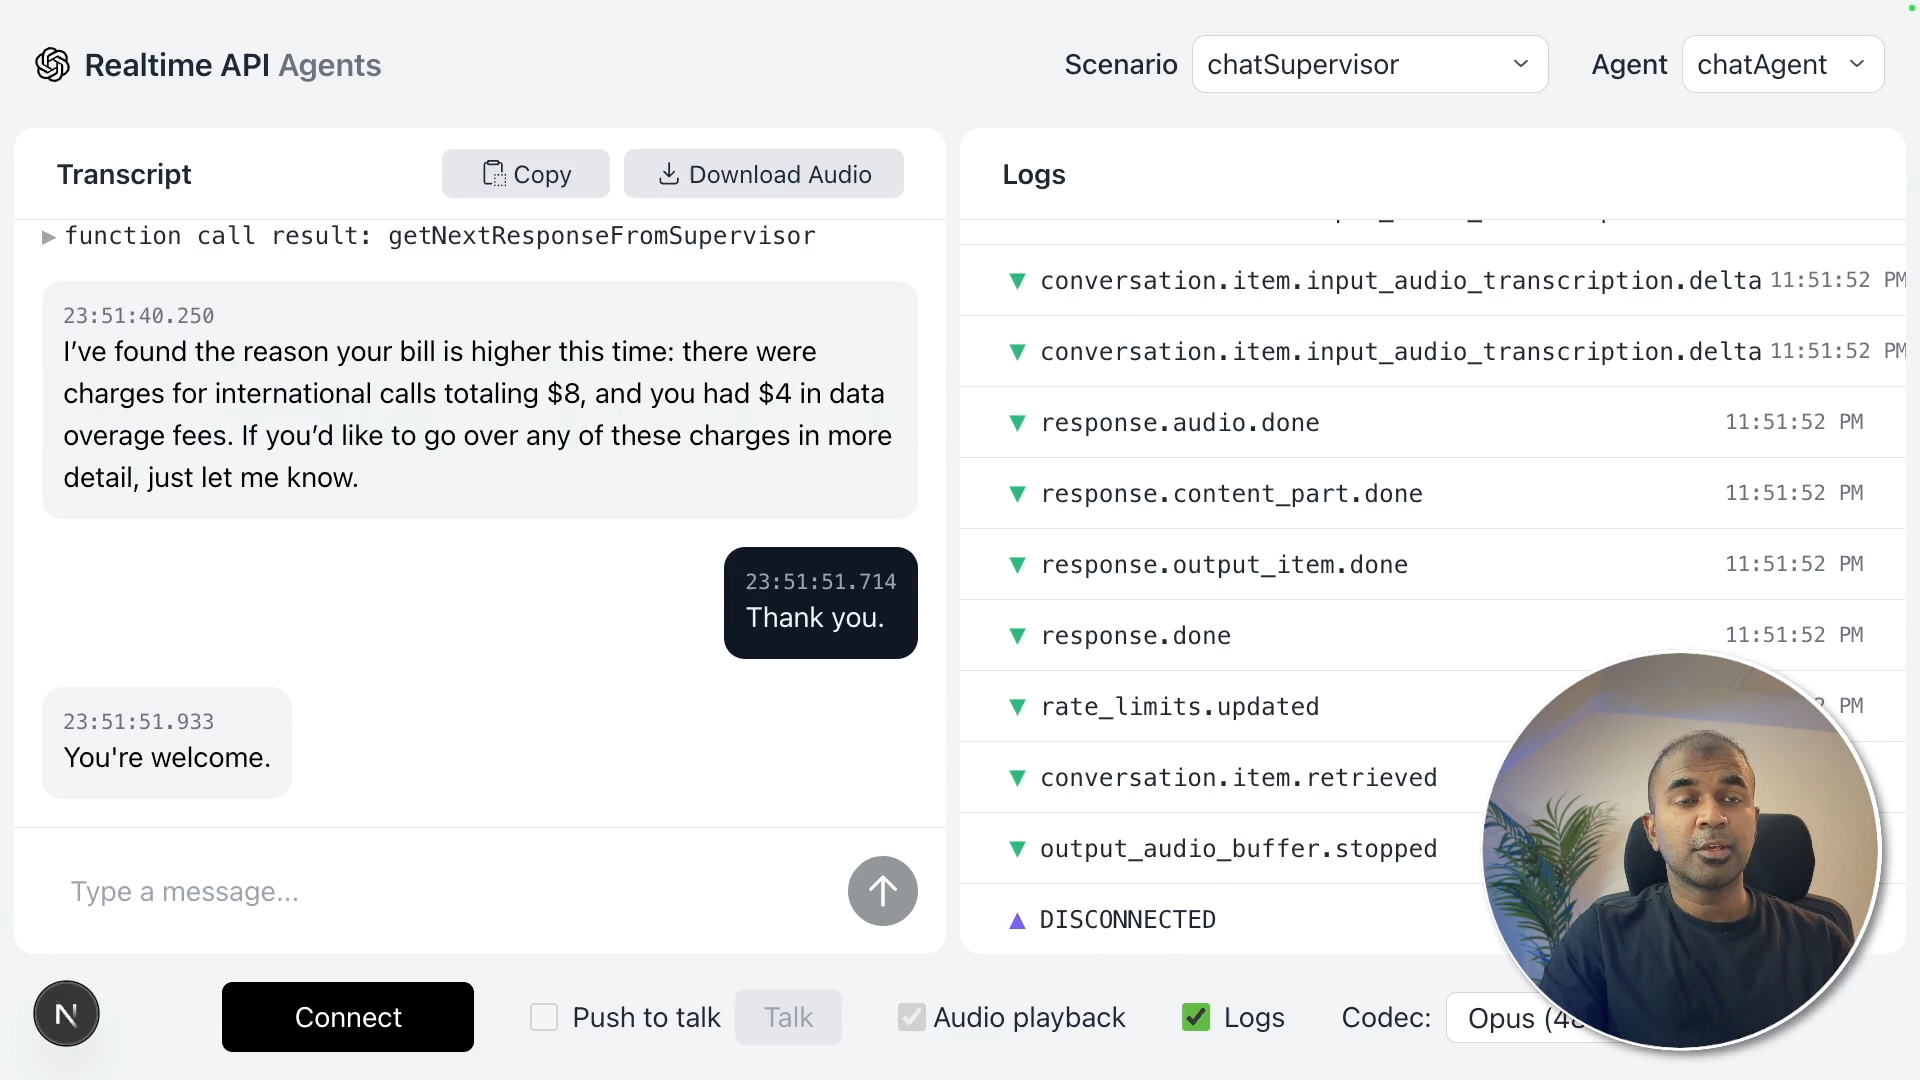 Realtime API Agents
Scenario
chatSupervisor
Agent
chatAgent
Transcript
Copy
Download Audio
function call result: getNextResponseFromSupervisor
23:51:40.250
I’ve found the reason your bill is higher this time: there were
charges for international calls totaling $8, and you had $4 in data
overage fees. If you’d like to go over any of these charges in more
detail, just let me know.
23:51:51.714
Thank you.
23:51:51.933
You're welcome.
Type a message...
Logs
conversation.item.input_audio_transcription.delta 11:51:52 PM
conversation.item.input_audio_transcription.delta 11:51:52 PM
response.audio.done 11:51:52 PM
response.content_part.done 11:51:52 PM
response.output_item.done 11:51:52 PM
response.done 11:51:52 PM
rate_limits.updated PM
conversation.item.retrieved
output_audio_buffer.stopped
DISCONNECTED
N
Connect
Push to talk
Talk
Audio playback
Logs
Codec:
Opus